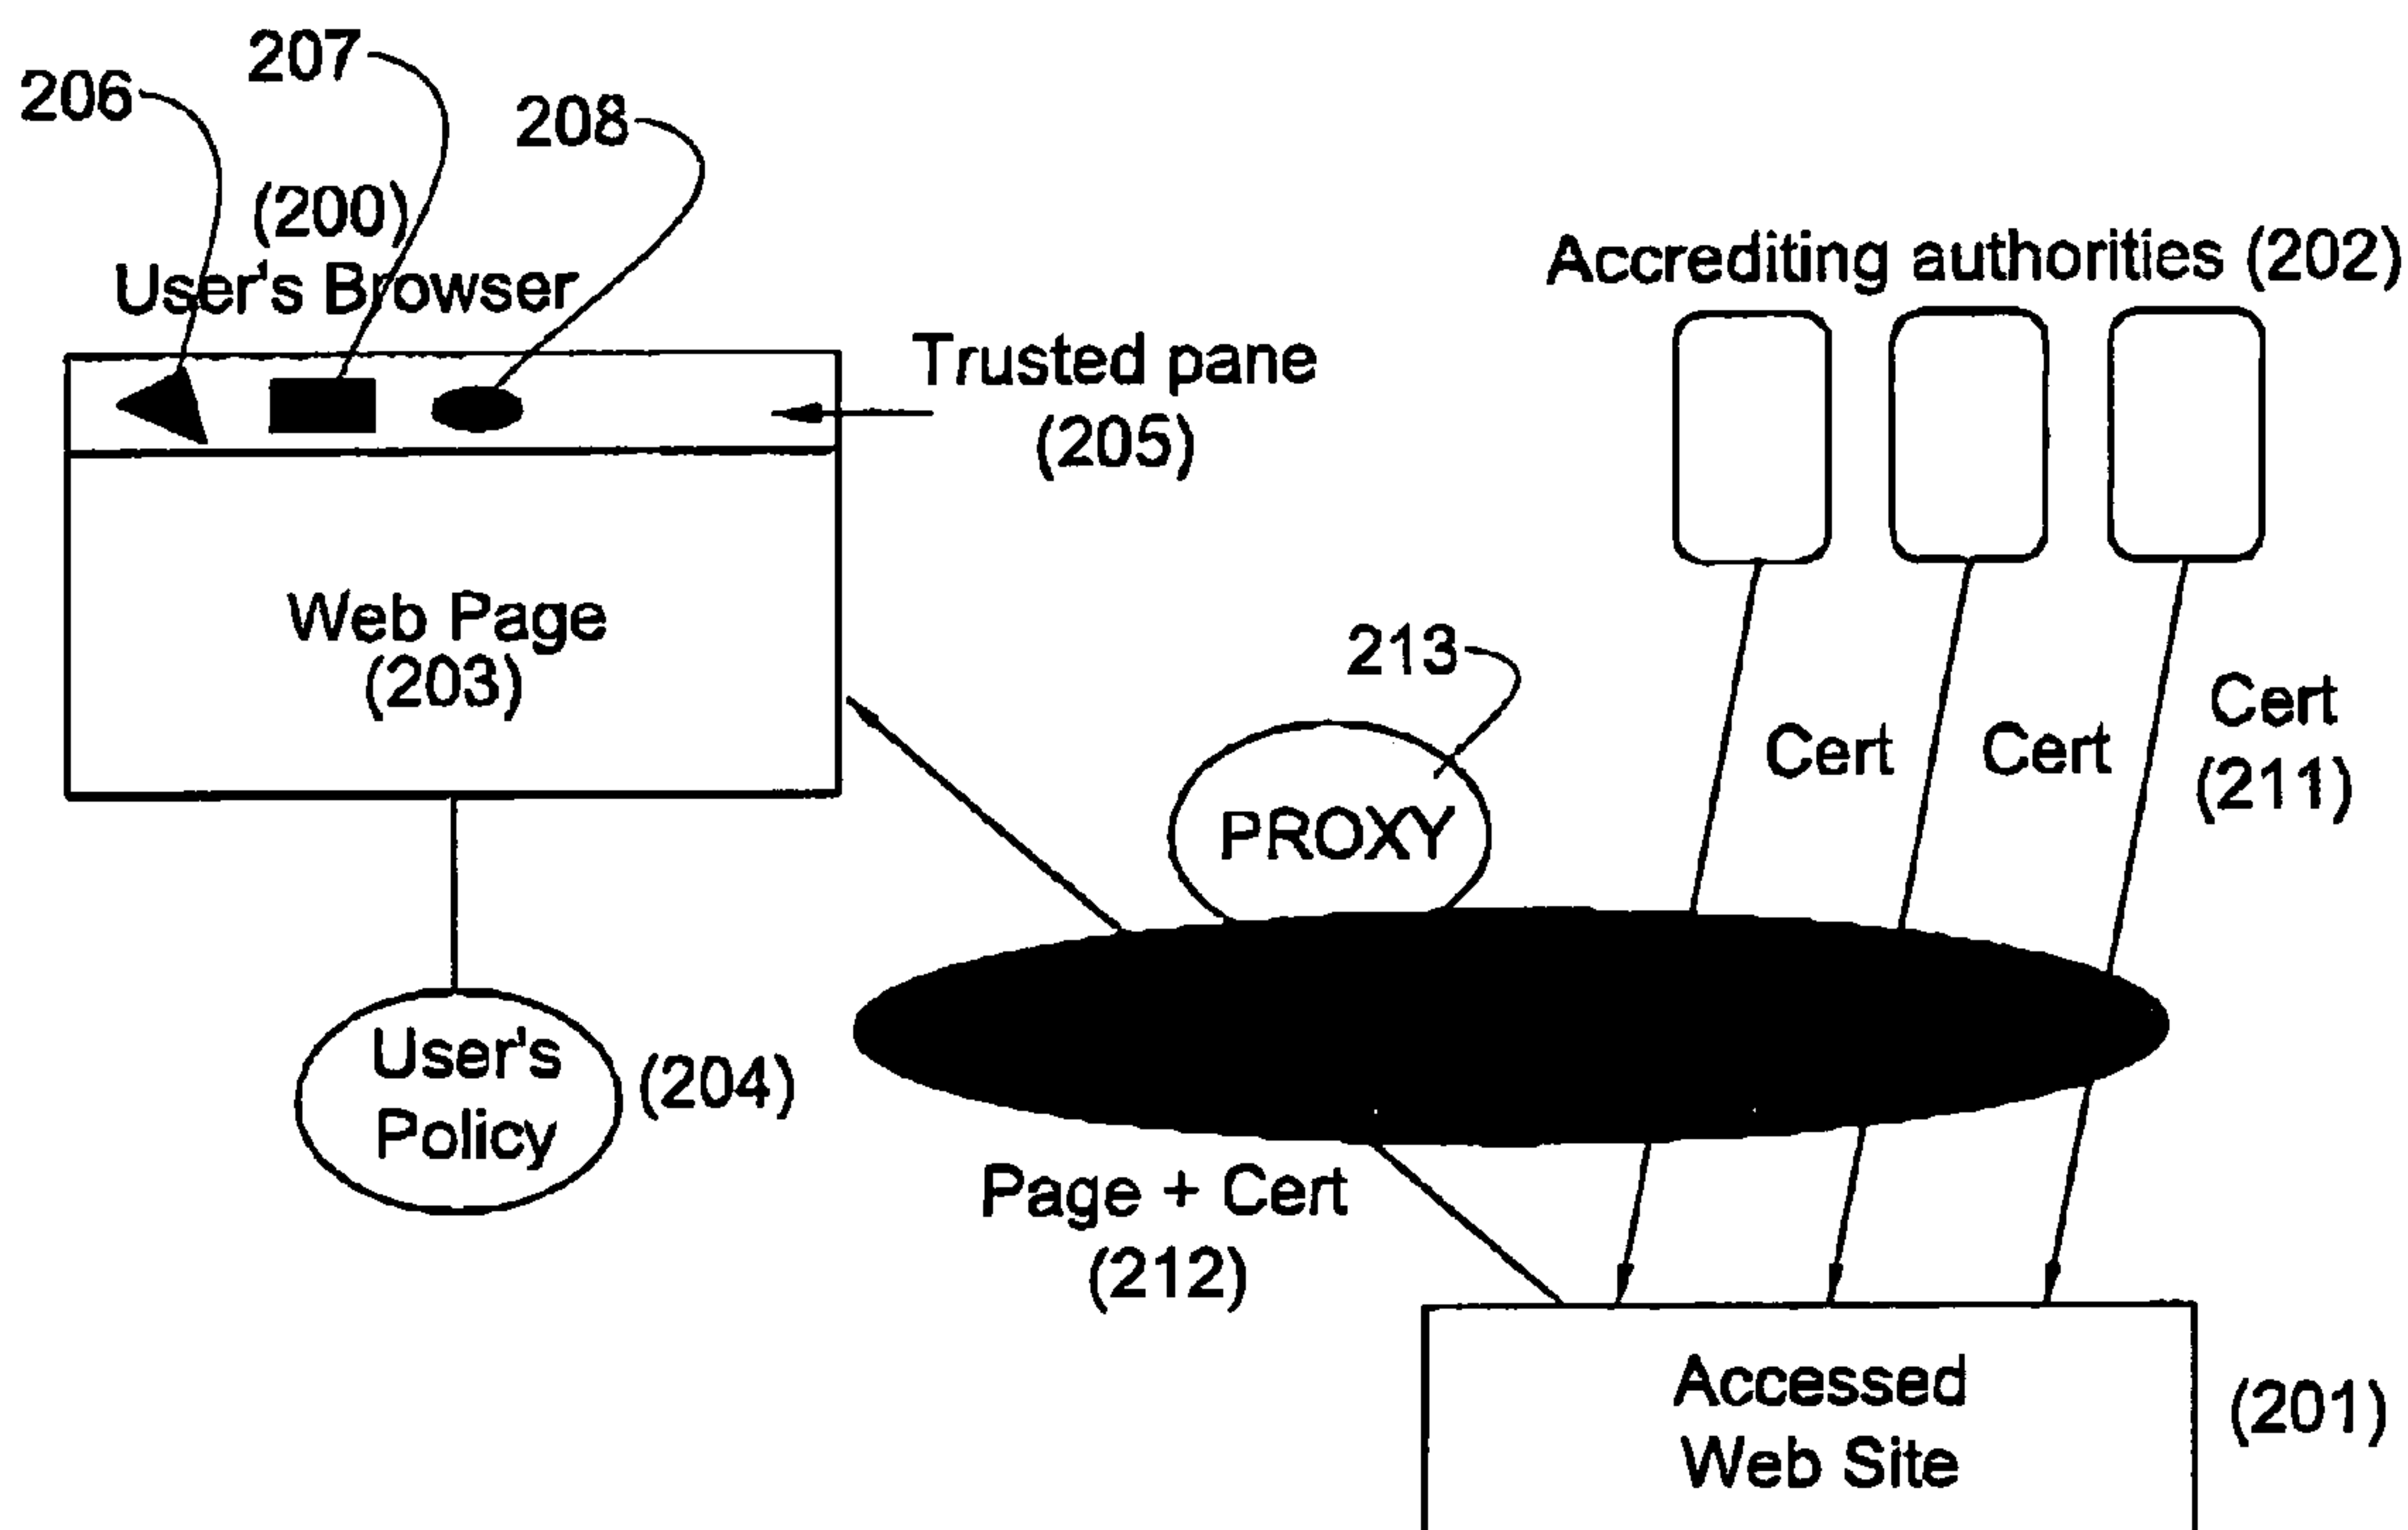 206
207
208
(200)
User's Browser
Accrediting authorities (202)
Trusted pane
(205)
Web Page
(203)
213
PROXY
Cert
Cert
Cert
(211)
User's
Policy
(204)
Page + Cert
(212)
Accessed
Web Site
(201)